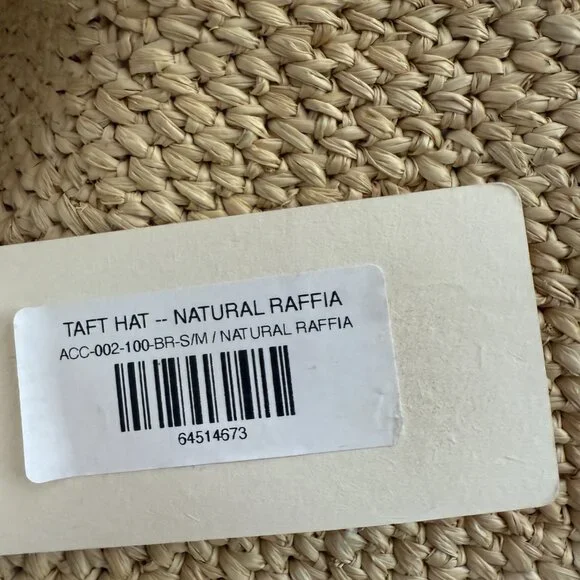 TAFT HAT -- NATURAL RAFFIA
ACC-002-100-BR-S/M / NATURAL RAFFIA
64514673